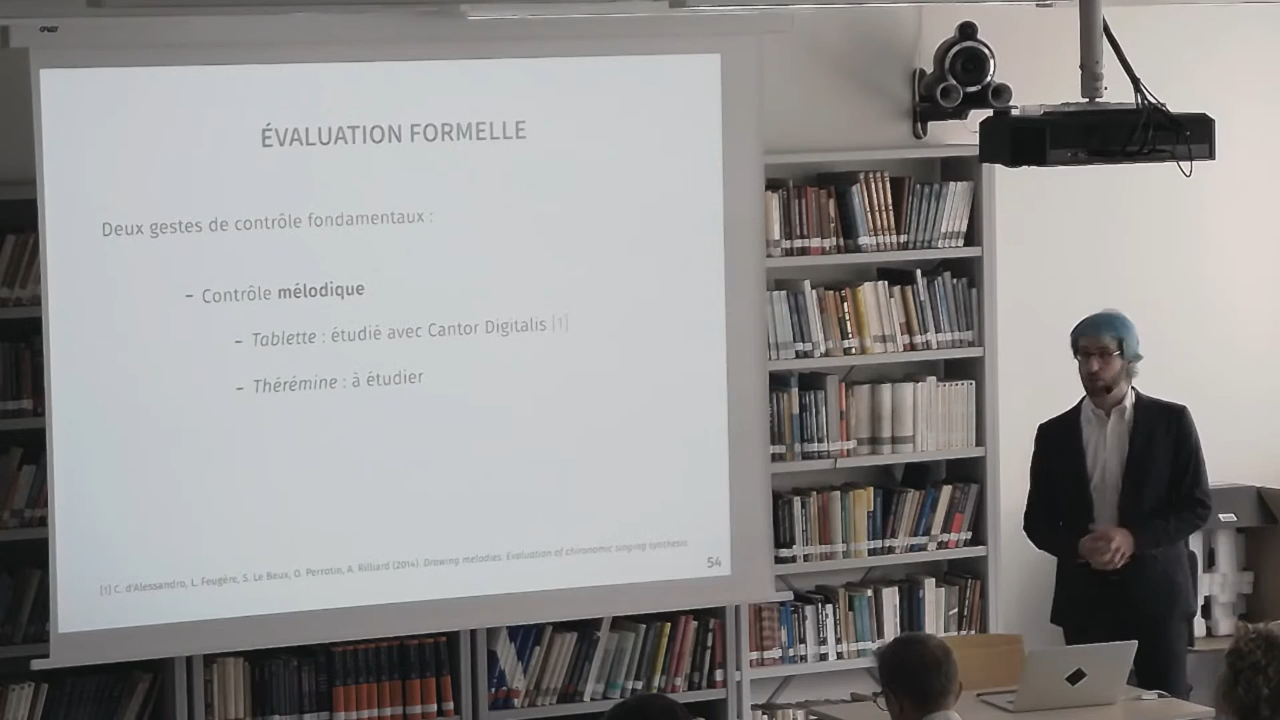 ÉVALUATION FORMELLE
Deux gestes de contrôle fondamentaux :
– Contrôle mélodique
– Tablette : étudié avec Cantor Digitalis [1]
– Thérémine : à étudier
[1] C. d'Alessandro, L. Feugère, S. Le Beux, O. Perrotin, A. Rilliard (2014). Drawing melodies. Evaluation of chironomic singing synthesis.
54